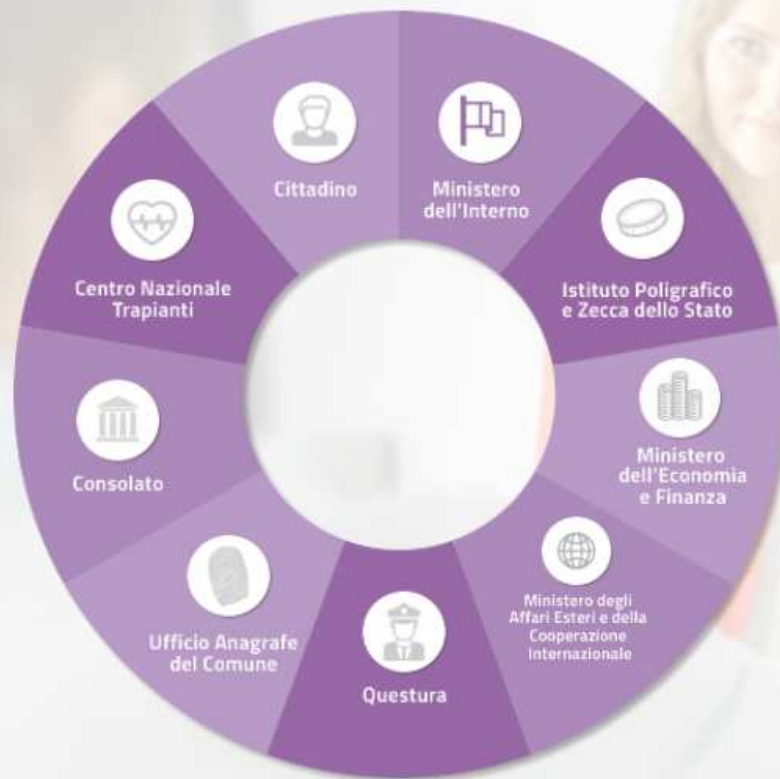 Cittadino
Ministero
dell'Interno
Istituto Poligrafico
e Zecca dello Stato
Ministero
dell'Economia
e Finanza
Ministero degli
Affari Esteri e della
Cooperazione
Internazionale
Questura
Ufficio Anagrafe
del Comune
Consolato
Centro Nazionale
Trapianti